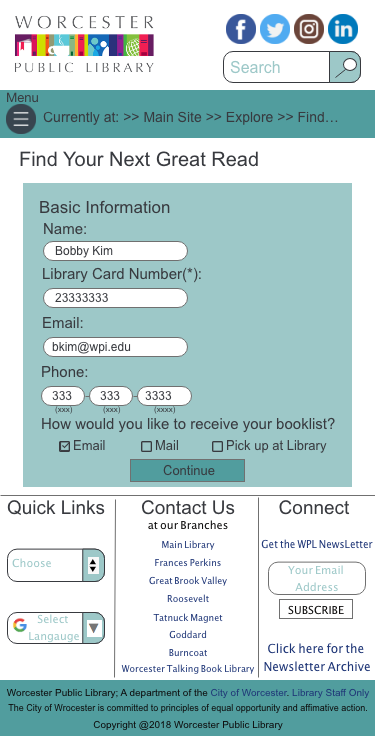 WORCESTER
PUBLIC LIBRARY
Search
Menu
Currently at: >> Main Site >> Explore >> Find…
Find Your Next Great Read
Basic Information
Name:
Bobby Kim
Library Card Number(*):
23333333
Email:
bkim@wpi.edu
Phone:
333 - 333 - 3333
(xxx) (xxx) (xxxx)
How would you like to receive your booklist?
Email Mail Pick up at Library
Continue
Quick Links
Choose
Select
Langauge
Contact Us
at our Branches
Main Library
Frances Perkins
Great Brook Valley
Roosevelt
Tatnuck Magnet
Goddard
Burncoat
Worcester Talking Book Library
Connect
Get the WPL NewsLetter
Your Email
Address
SUBSCRIBE
Click here for the
Newsletter Archive
Worcester Public Library; A department of the City of Worcester. Library Staff Only
The City of Wrocester is committed to principles of equal opportunity and affirmative action.
Copyright @2018 Worcester Public Library